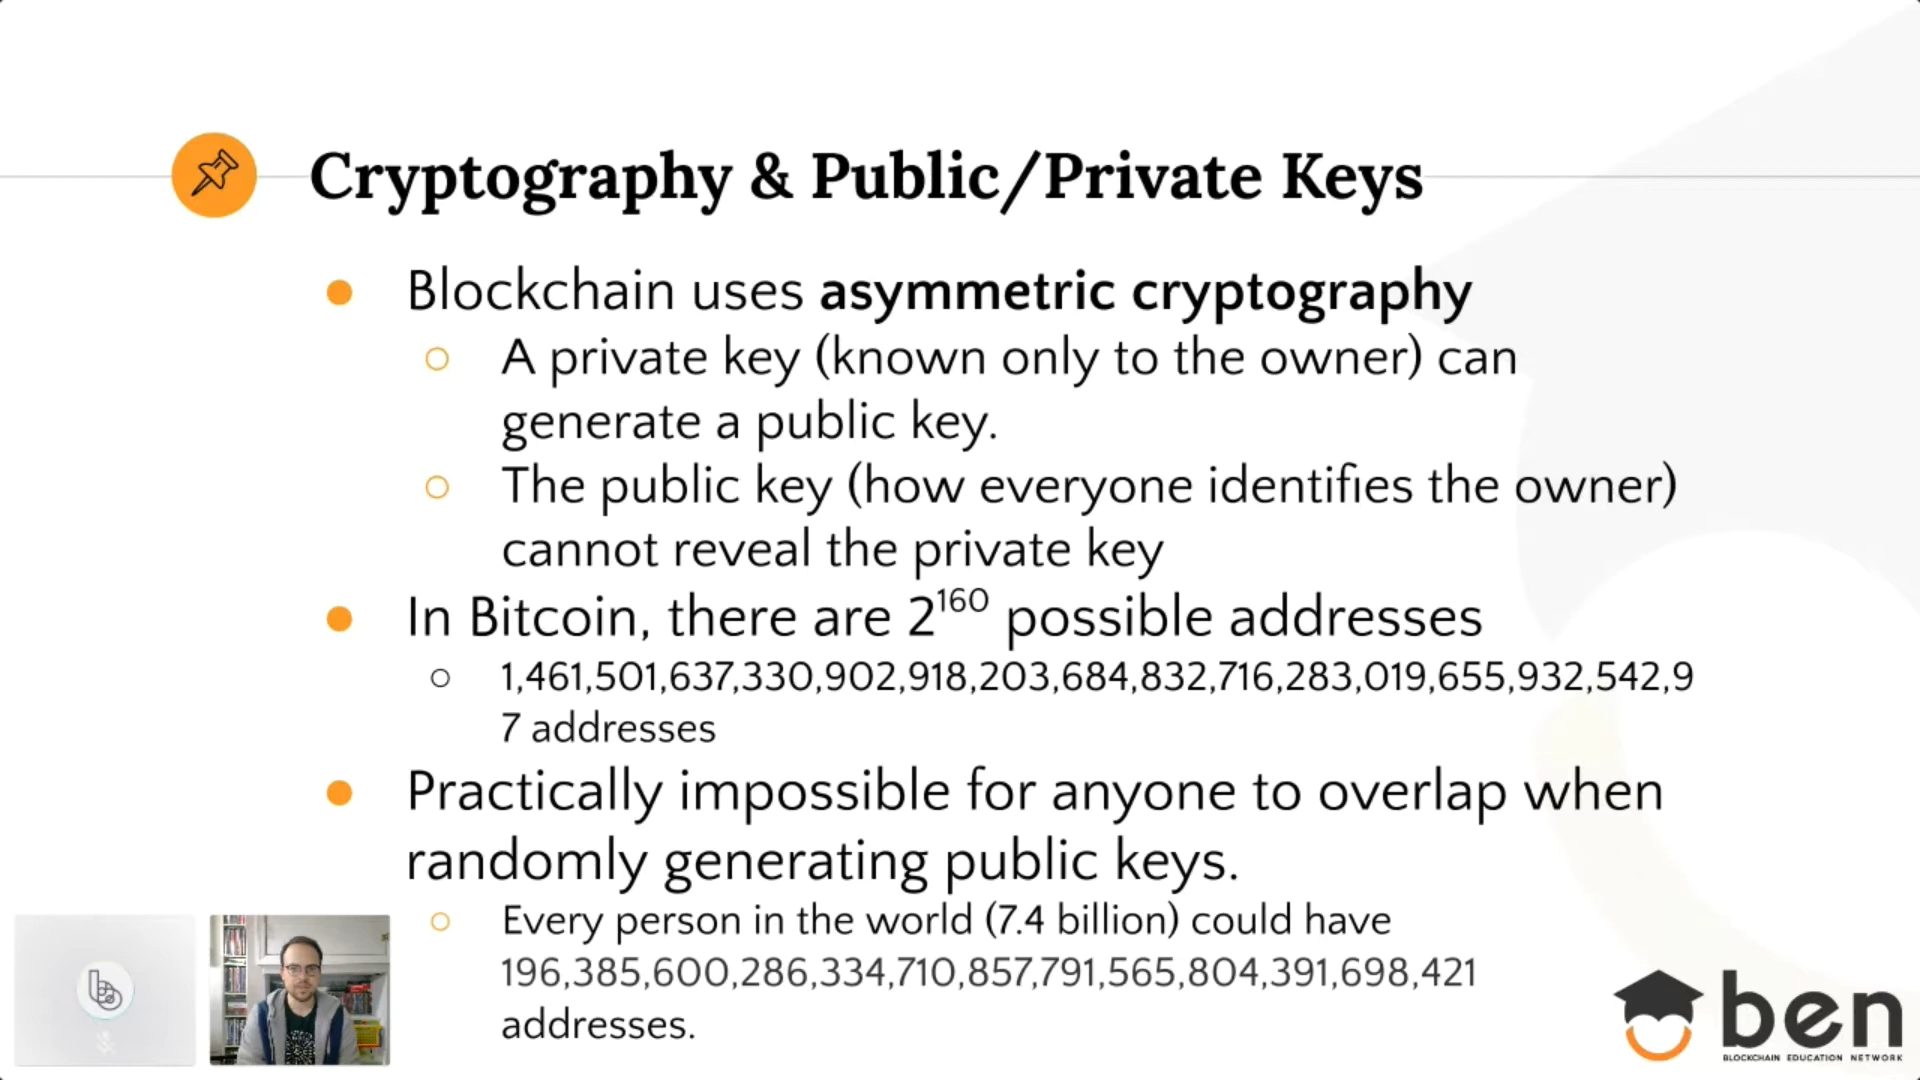 Cryptography & Public/Private Keys
Blockchain uses asymmetric cryptography
A private key (known only to the owner) can
generate a public key.
The public key (how everyone identifies the owner)
cannot reveal the private key
In Bitcoin, there are 2¹⁶⁰ possible addresses
1,461,501,637,330,902,918,203,684,832,716,283,019,655,932,542,9
7 addresses
Practically impossible for anyone to overlap when
randomly generating public keys.
Every person in the world (7.4 billion) could have
196,385,600,286,334,710,857,791,565,804,391,698,421
addresses.
ben
BLOCKCHAIN EDUCATION NETWORK